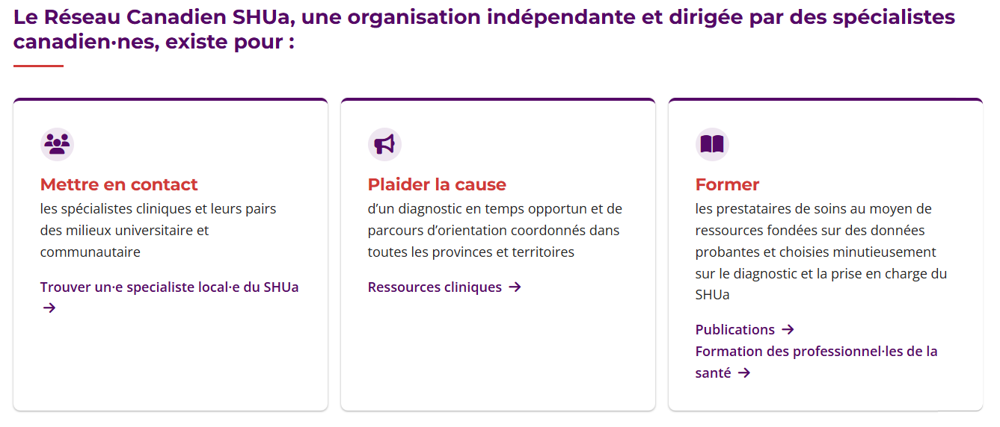 Le Réseau Canadien SHUa, une organisation indépendante et dirigée par des spécialistes
canadien·nes, existe pour :
Mettre en contact
les spécialistes cliniques et leurs pairs
des milieux universitaire et
communautaire
Trouver un·e specialiste local·e du SHUa
→
Plaider la cause
d’un diagnostic en temps opportun et de
parcours d’orientation coordonnés dans
toutes les provinces et territoires
Ressources cliniques →
Former
les prestataires de soins au moyen de
ressources fondées sur des données
probantes et choisies minutieusement
sur le diagnostic et la prise en charge du
SHUa
Publications →
Formation des professionnel·les de la
santé →